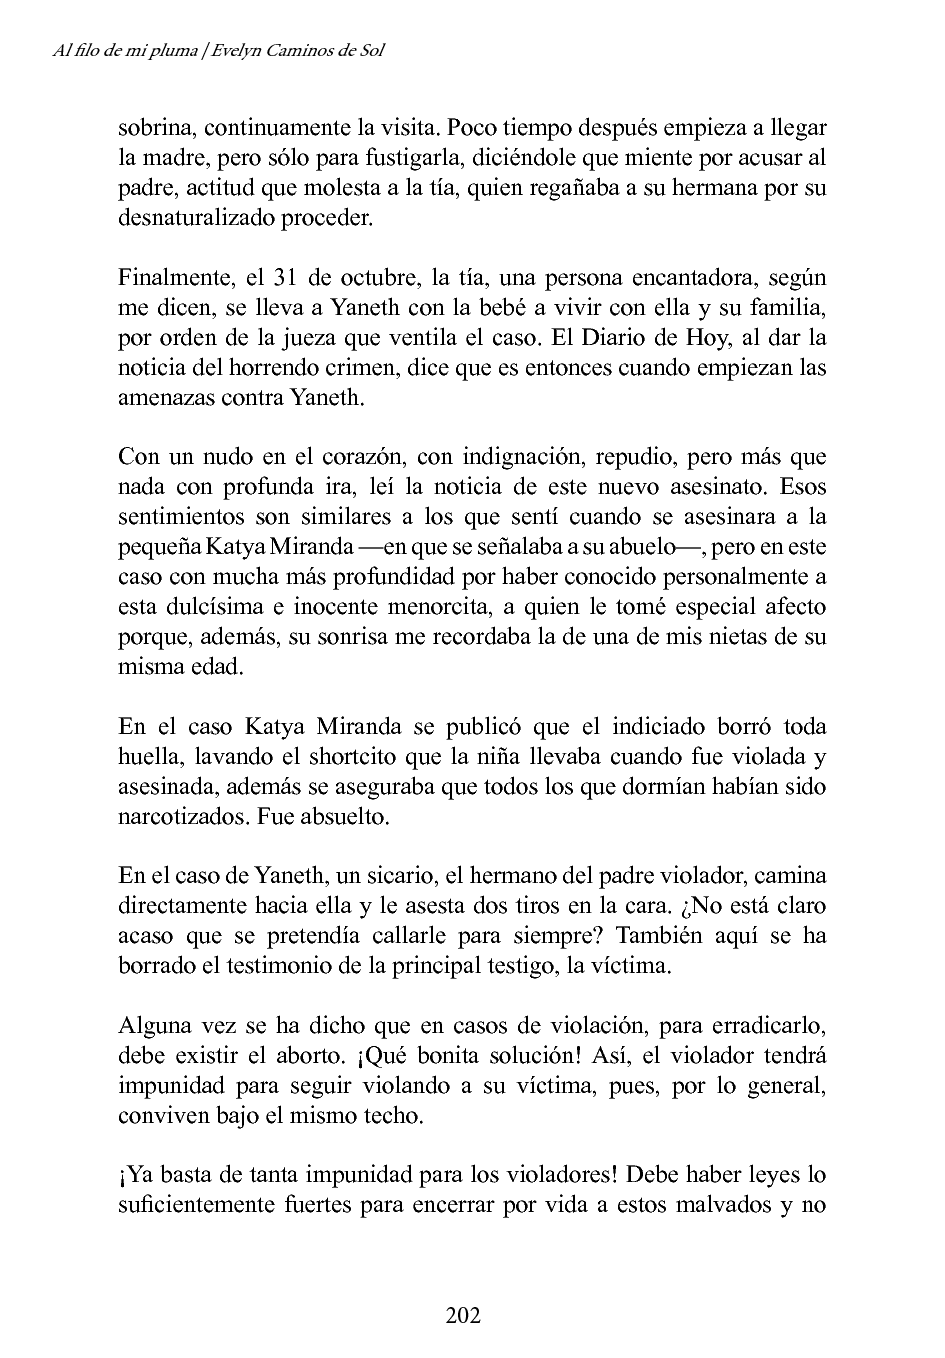 Al filo de mi pluma / Evelyn Caminos de Sol
sobrina, continuamente la visita. Poco tiempo después empieza a llegar
la madre, pero sólo para fustigarla, diciéndole que miente por acusar al
padre, actitud que molesta a la tía, quien regañaba a su hermana por su
desnaturalizado proceder.
Finalmente, el 31 de octubre, la tía, una persona encantadora, según
me dicen, se lleva a Yaneth con la bebé a vivir con ella y su familia,
por orden de la jueza que ventila el caso. El Diario de Hoy, al dar la
noticia del horrendo crimen, dice que es entonces cuando empiezan las
amenazas contra Yaneth.
Con un nudo en el corazón, con indignación, repudio, pero más que
nada con profunda ira, leí la noticia de este nuevo asesinato. Esos
sentimientos son similares a los que sentí cuando se asesinara a la
pequeña Katya Miranda —en que se señalaba a su abuelo—, pero en este
caso con mucha más profundidad por haber conocido personalmente a
esta dulcísima e inocente menorcita, a quien le tomé especial afecto
porque, además, su sonrisa me recordaba la de una de mis nietas de su
misma edad.
En el caso Katya Miranda se publicó que el indiciado borró toda
huella, lavando el shortcito que la niña llevaba cuando fue violada y
asesinada, además se aseguraba que todos los que dormían habían sido
narcotizados. Fue absuelto.
En el caso de Yaneth, un sicario, el hermano del padre violador, camina
directamente hacia ella y le asesta dos tiros en la cara. ¿No está claro
acaso que se pretendía callarle para siempre? También aquí se ha
borrado el testimonio de la principal testigo, la víctima.
Alguna vez se ha dicho que en casos de violación, para erradicarlo,
debe existir el aborto. ¡Qué bonita solución! Así, el violador tendrá
impunidad para seguir violando a su víctima, pues, por lo general,
conviven bajo el mismo techo.
¡Ya basta de tanta impunidad para los violadores! Debe haber leyes lo
suficientemente fuertes para encerrar por vida a estos malvados y no
202